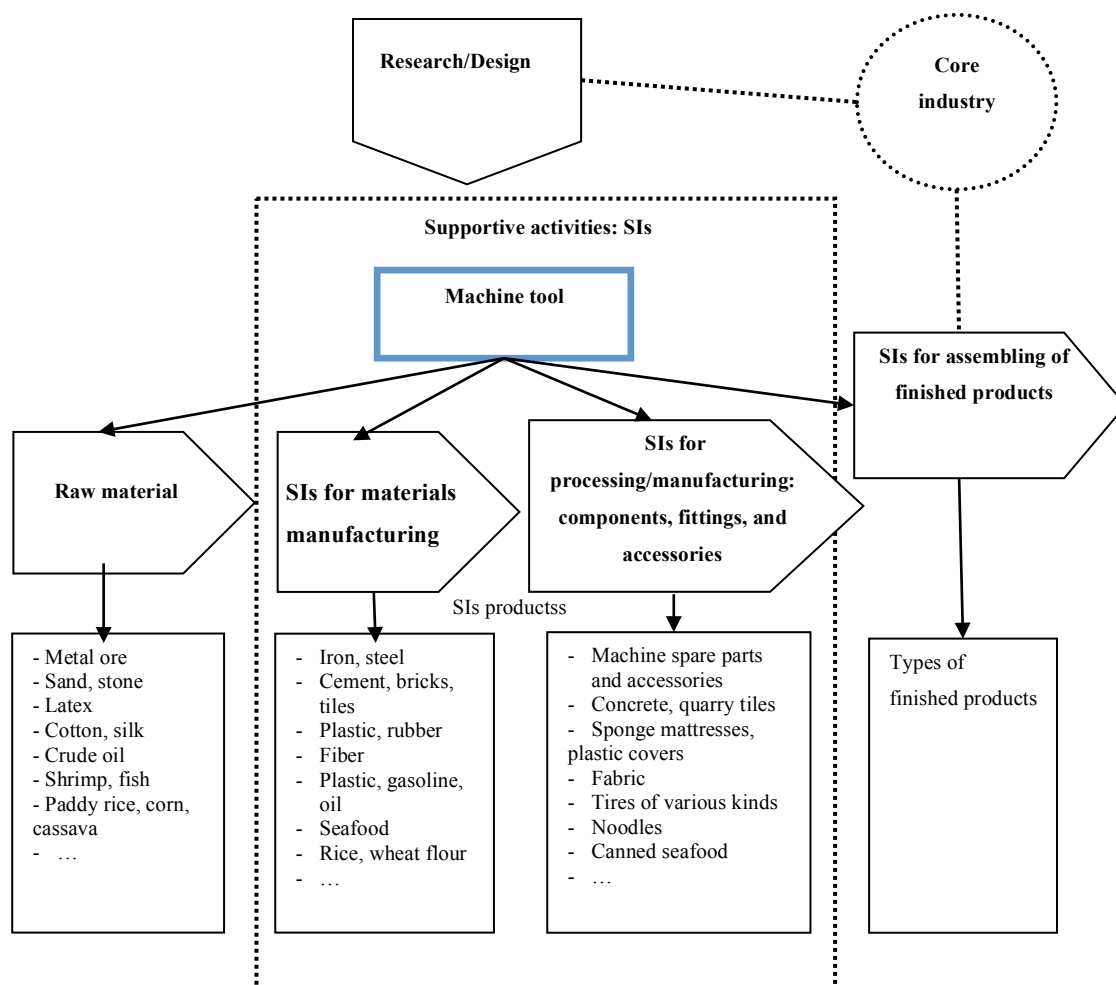 Research/Design
Core
industry
Supportive activities: SIs
Machine tool
SIs for assembling of
finished products
Raw material
SIs for materials
manufacturing
SIs for
processing/manufacturing:
components, fittings, and
accessories
SIs productss
- Metal ore
- Sand, stone
- Latex
- Cotton, silk
- Crude oil
- Shrimp, fish
- Paddy rice, corn,
cassava
- …
- Iron, steel
- Cement, bricks,
tiles
- Plastic, rubber
- Fiber
- Plastic, gasoline,
oil
- Seafood
- Rice, wheat flour
- …
- Machine spare parts
and accessories
- Concrete, quarry tiles
- Sponge mattresses,
plastic covers
- Fabric
- Tires of various kinds
- Noodles
- Canned seafood
- …
Types of
finished products